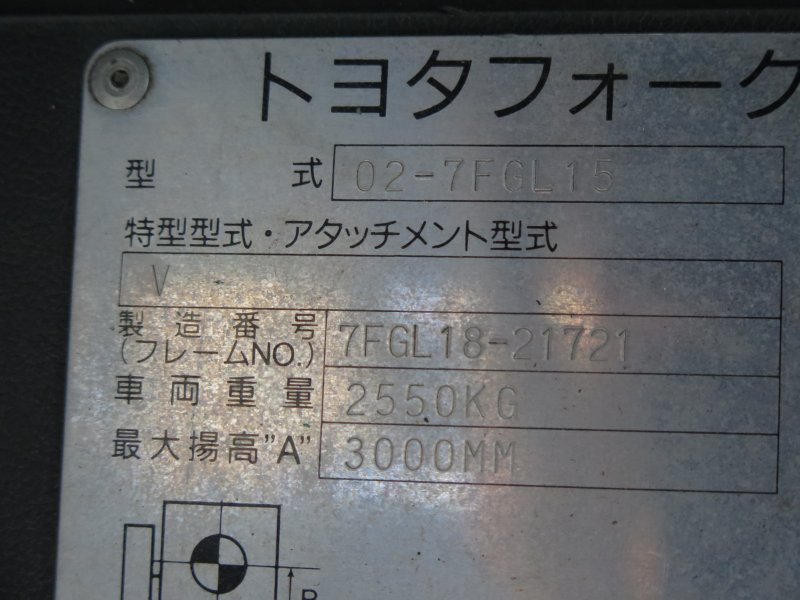 トヨタフォーク
型 式 02-7FGL15
特型型式・アタッチメント型式
V
製造番号 7FGL18-21721
(フレームNO.)
車両重量 2550KG
最大揚高"A" 3000MM